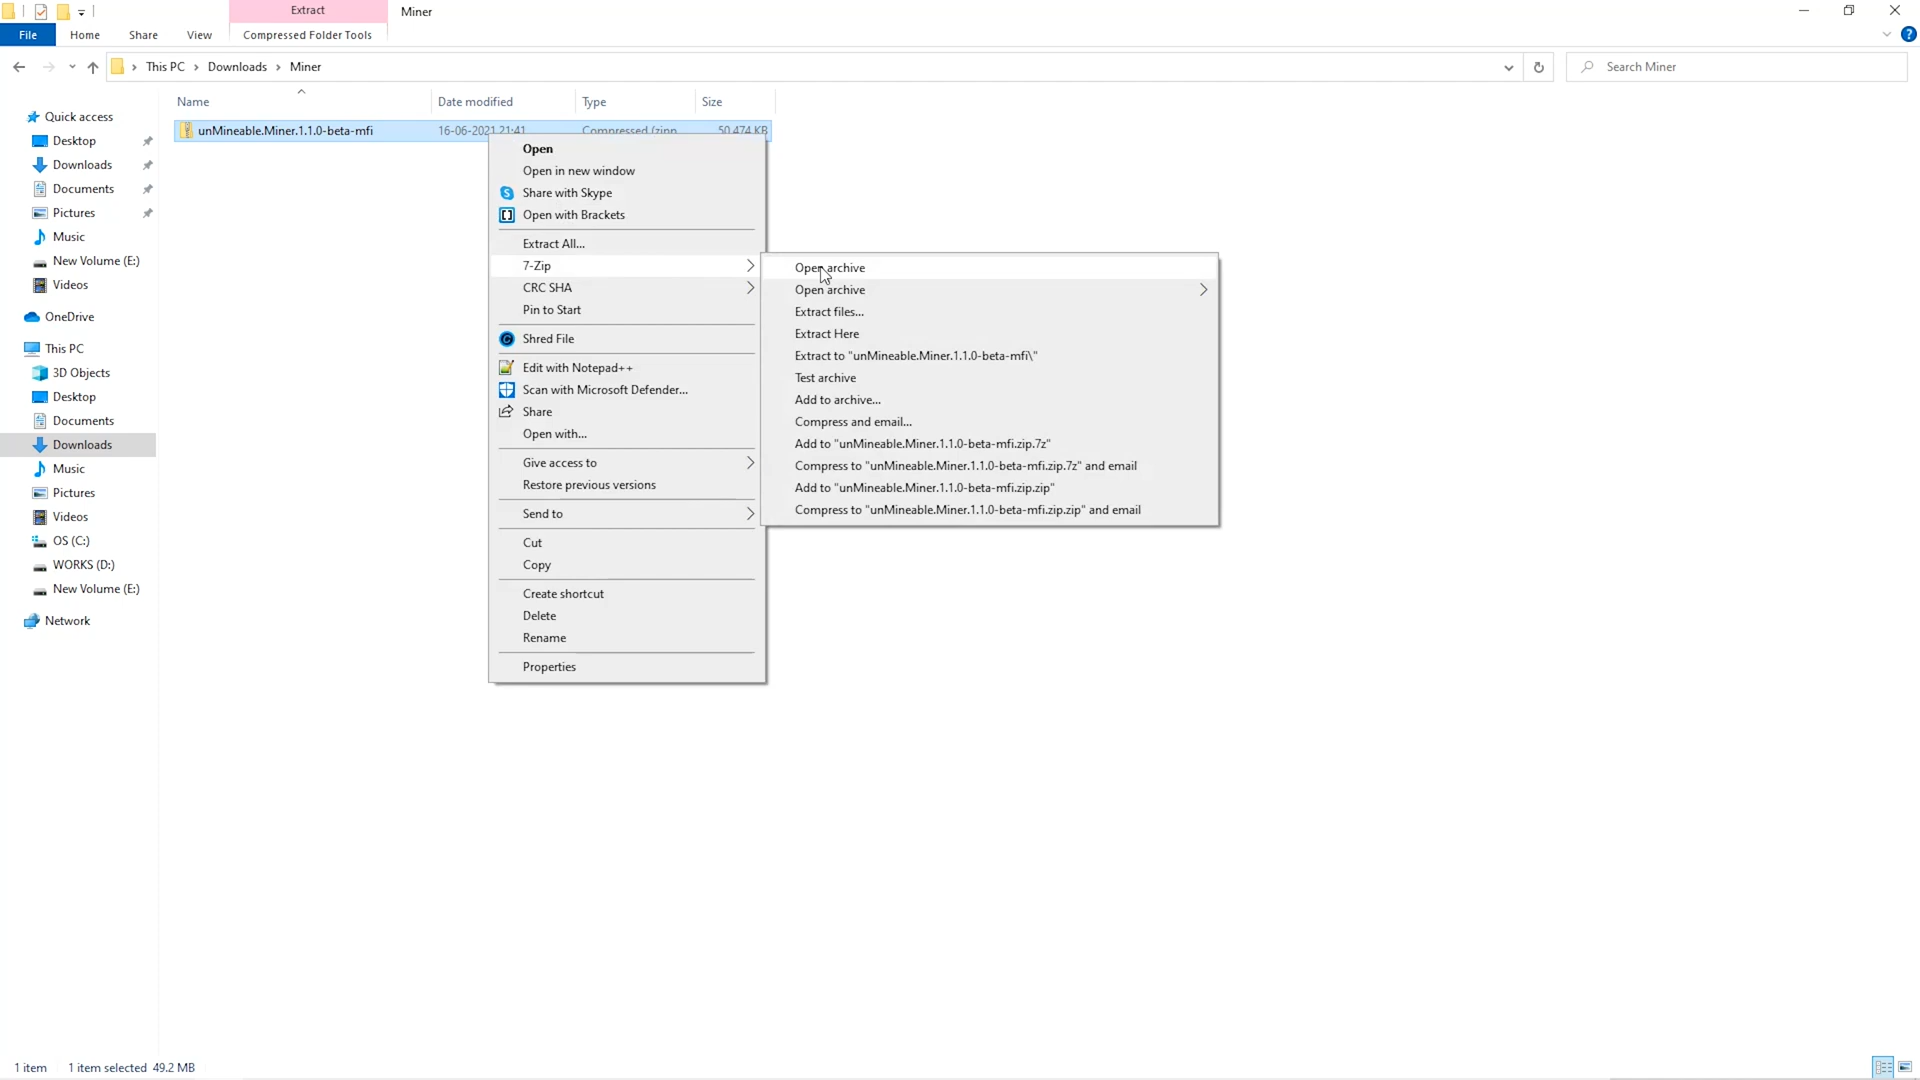 Extract
Miner
File
Home
Share
View
Compressed Folder Tools
This PC
Downloads
Miner
Search Miner
Name
Date modified
Type
Size
unMineable.Miner.1.1.0-beta-mfi
16-06-2021 21:41
Compressed (zipp...
50,474 KB
Quick access
Desktop
Downloads
Documents
Pictures
Music
New Volume (E:)
Videos
OneDrive
This PC
3D Objects
Desktop
Documents
Downloads
Music
Pictures
Videos
OS (C:)
WORKS (D:)
New Volume (E:)
Network
Open
Open in new window
Share with Skype
Open with Brackets
Extract All...
7-Zip
CRC SHA
Pin to Start
Shred File
Edit with Notepad++
Scan with Microsoft Defender...
Share
Open with...
Give access to
Restore previous versions
Send to
Cut
Copy
Create shortcut
Delete
Rename
Properties
Open archive
Open archive
Extract files...
Extract Here
Extract to "unMineable.Miner.1.1.0-beta-mfi\"
Test archive
Add to archive...
Compress and email...
Add to "unMineable.Miner.1.1.0-beta-mfi.zip.7z"
Compress to "unMineable.Miner.1.1.0-beta-mfi.zip.7z" and email
Add to "unMineable.Miner.1.1.0-beta-mfi.zip.zip"
Compress to "unMineable.Miner.1.1.0-beta-mfi.zip.zip" and email
1 item
1 item selected 49.2 MB